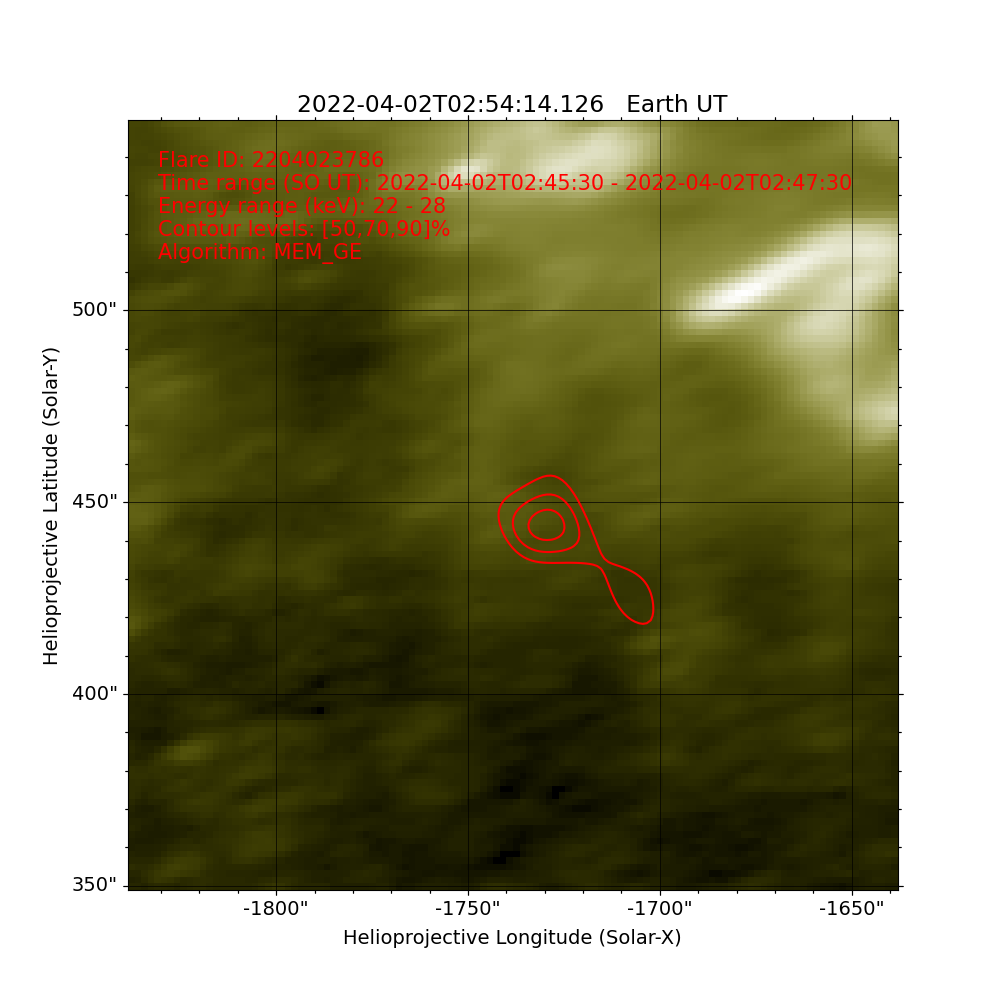 2022-04-02T02:54:14.126   Earth UT
Flare ID: 2204023786
Time range (SO UT): 2022-04-02T02:45:30 - 2022-04-02T02:47:30
Energy range (keV): 22 - 28
Contour levels: [50,70,90]%
Algorithm: MEM_GE
500"
450"
400"
350"
Helioprojective Latitude (Solar-Y)
-1800"
-1750"
-1700"
-1650"
Helioprojective Longitude (Solar-X)